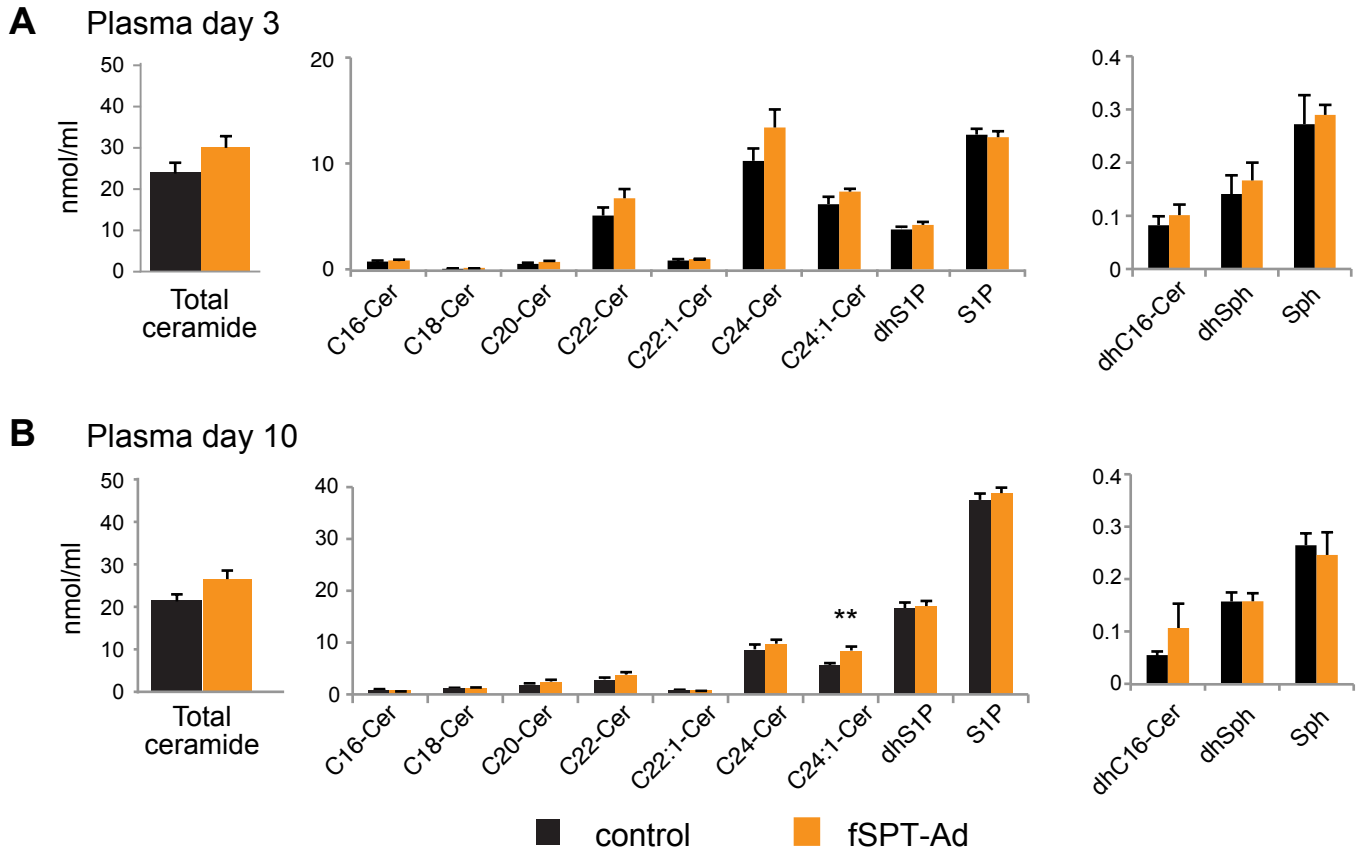 A Plasma day 3
nmol/ml
50
40
30
20
10
0
Total
ceramide
20
10
0
C16-Cer
C18-Cer
C20-Cer
C22-Cer
C22:1-Cer
C24-Cer
C24:1-Cer
dhS1P
S1P
0.4
0.3
0.2
0.1
0
dhC16-Cer
dhSph
Sph
B Plasma day 10
nmol/ml
50
40
30
20
10
0
Total
ceramide
40
30
20
10
0
**
C16-Cer
C18-Cer
C20-Cer
C22-Cer
C22:1-Cer
C24-Cer
C24:1-Cer
dhS1P
S1P
0.4
0.3
0.2
0.1
0
dhC16-Cer
dhSph
Sph
control
fSPT-Ad